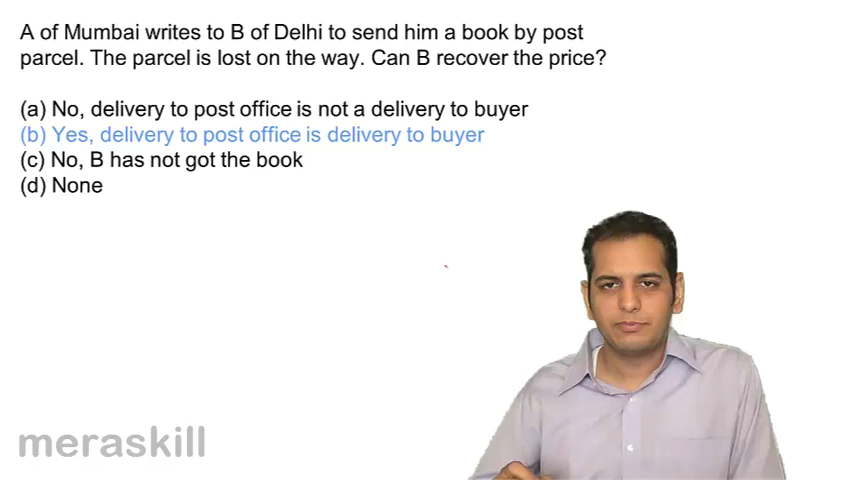 A of Mumbai writes to B of Delhi to send him a book by post
parcel. The parcel is lost on the way. Can B recover the price?
(a) No, delivery to post office is not a delivery to buyer
(b) Yes, delivery to post office is delivery to buyer
(c) No, B has not got the book
(d) None
meraskill